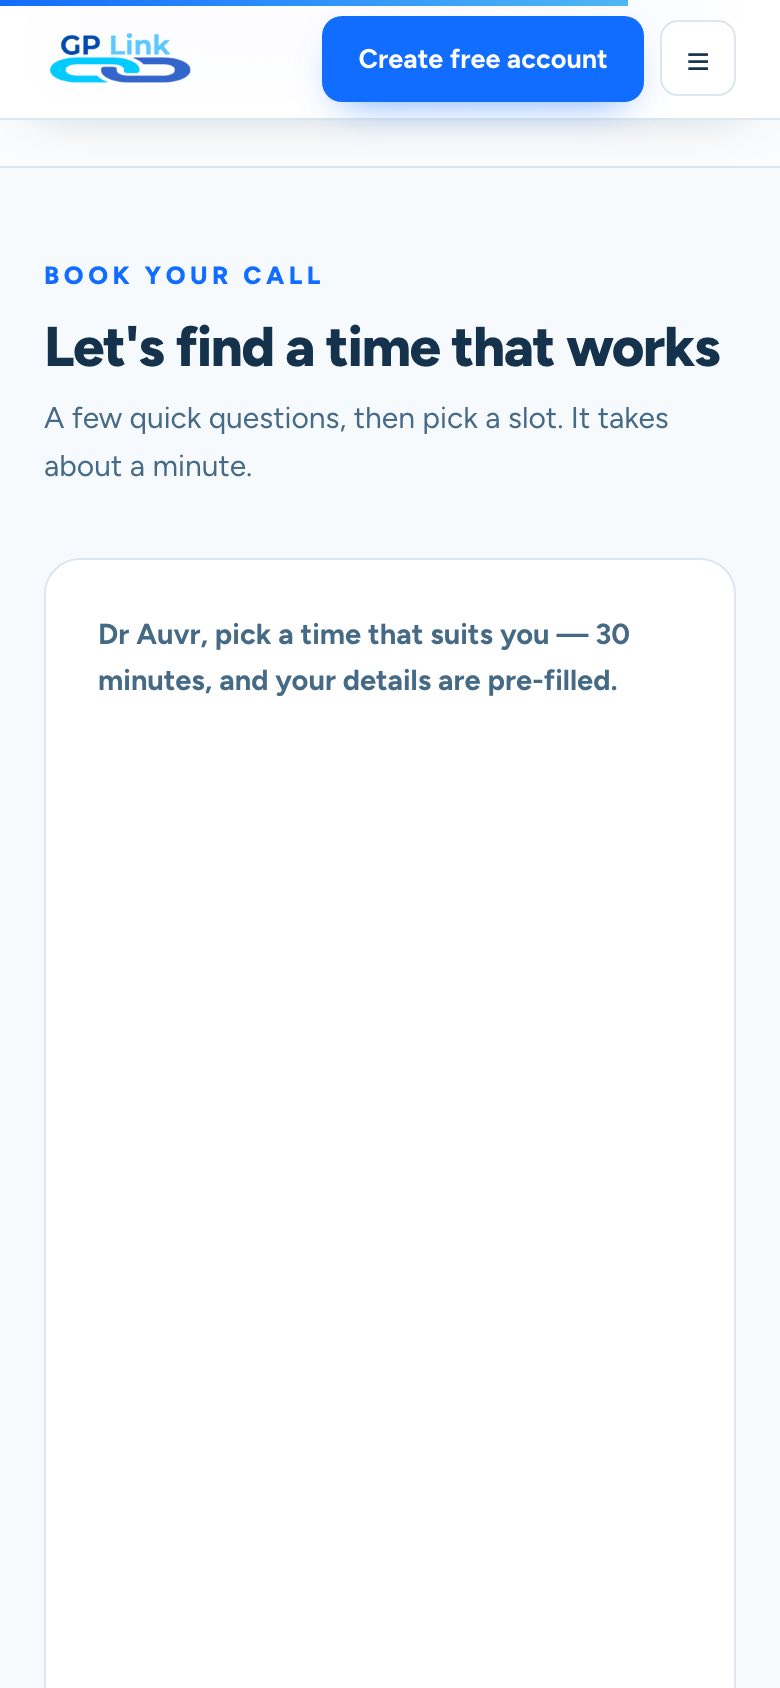 GP Link
Create free account
BOOK YOUR CALL
Let's find a time that works
A few quick questions, then pick a slot. It takes
about a minute.
Dr Auvr, pick a time that suits you — 30
minutes, and your details are pre-filled.